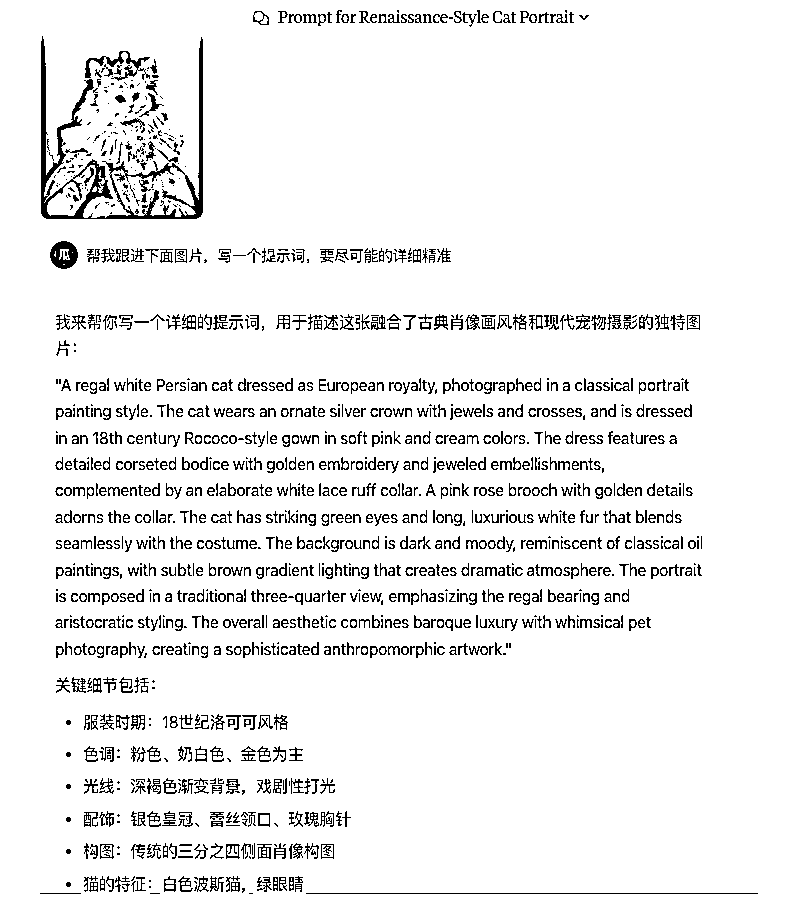 Prompt for Renaissance-Style Cat Portrait
瓜
帮我跟进下面图片，写一个提示词，要尽可能的详细精准
我来帮你写一个详细的提示词，用于描述这张融合了古典肖像画风格和现代宠物摄影的独特图
片：
"A regal white Persian cat dressed as European royalty, photographed in a classical portrait
painting style. The cat wears an ornate silver crown with jewels and crosses, and is dressed
in an 18th century Rococo-style gown in soft pink and cream colors. The dress features a
detailed corseted bodice with golden embroidery and jeweled embellishments,
complemented by an elaborate white lace ruff collar. A pink rose brooch with golden details
adorns the collar. The cat has striking green eyes and long, luxurious white fur that blends
seamlessly with the costume. The background is dark and moody, reminiscent of classical oil
paintings, with subtle brown gradient lighting that creates dramatic atmosphere. The portrait
is composed in a traditional three-quarter view, emphasizing the regal bearing and
aristocratic styling. The overall aesthetic combines baroque luxury with whimsical pet
photography, creating a sophisticated anthropomorphic artwork."
关键细节包括：
• 服装时期：18世纪洛可可风格
• 色调：粉色、奶白色、金色为主
• 光线：深褐色渐变背景，戏剧性打光
• 配饰：银色皇冠、蕾丝领口、玫瑰胸针
• 构图：传统的三分之四侧面肖像构图
• 猫的特征：白色波斯猫，绿眼睛